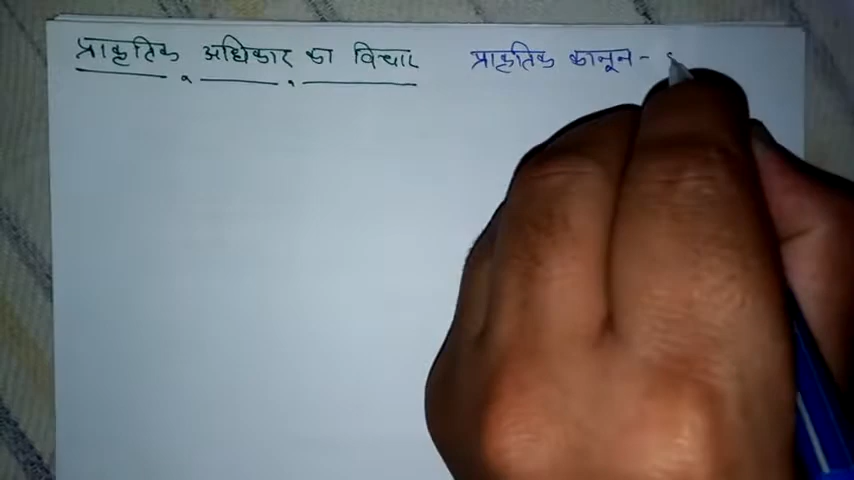 प्राकृतिक अधिकार का विचार प्राकृतिक कानून -